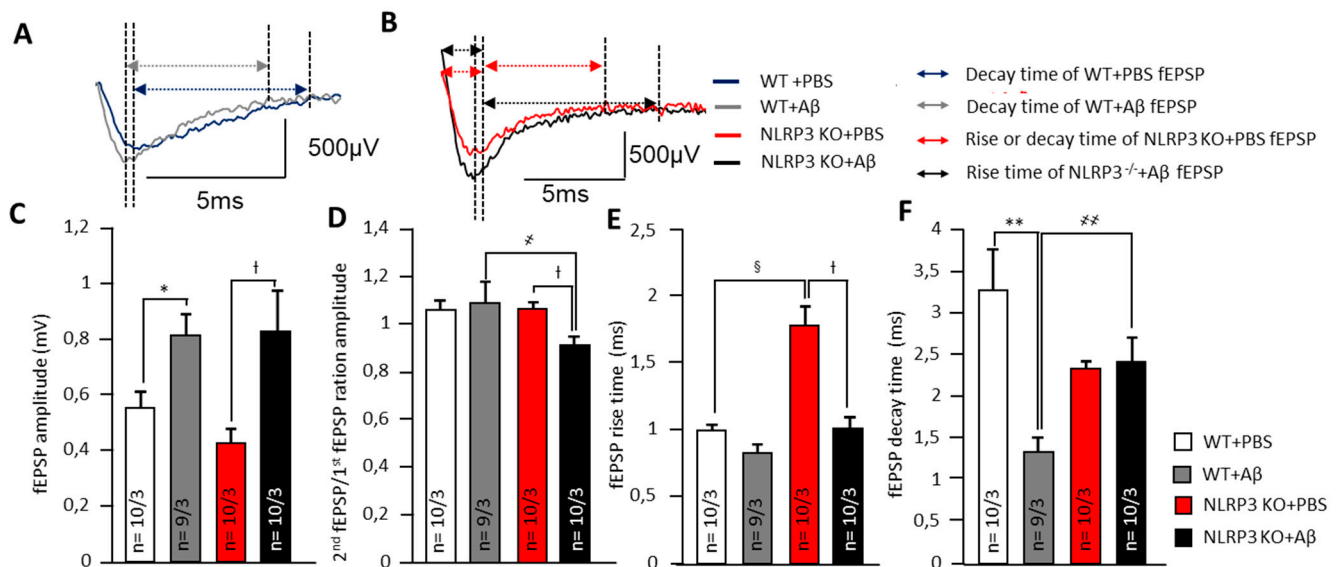 A
B
500µV
5ms
500µV
5ms
WT +PBS
WT+Aβ
NLRP3 KO+PBS
NLRP3 KO+Aβ
Decay time of WT+PBS fEPSP
Decay time of WT+Aβ fEPSP
Rise or decay time of NLRP3 KO+PBS fEPSP
Rise time of NLRP3 -/-+Aβ fEPSP
C
fEPSP amplitude (mV)
1,2
1
0,8
0,6
0,4
0,2
0
*
†
n= 10/3
n= 9/3
n= 10/3
n= 10/3
D
2nd fEPSP/1st fEPSP ration amplitude
1,4
1,2
1
0,8
0,6
0,4
0,2
0
҂
†
n= 10/3
n= 9/3
n= 10/3
n= 10/3
E
fEPSP rise time (ms)
2,5
2
1,5
1
0,5
0
§
†
n= 10/3
n= 9/3
n= 10/3
n= 10/3
F
fEPSP decay time (ms)
4
3,5
3
2,5
2
1,5
1
0,5
0
**
҂҂
n= 10/3
n= 9/3
n= 10/3
n= 10/3
WT+PBS
WT+Aβ
NLRP3 KO+PBS
NLRP3 KO+Aβ